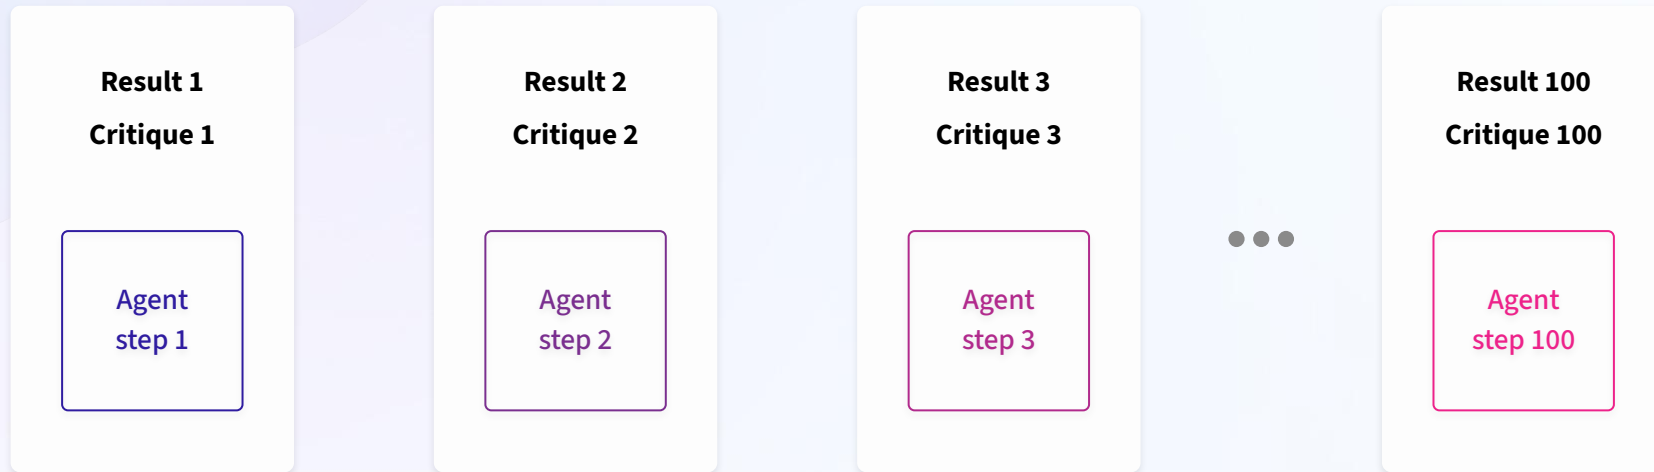 Result 1
Critique 1
Agent
step 1
Result 2
Critique 2
Agent
step 2
Result 3
Critique 3
Agent
step 3
Result 100
Critique 100
Agent
step 100